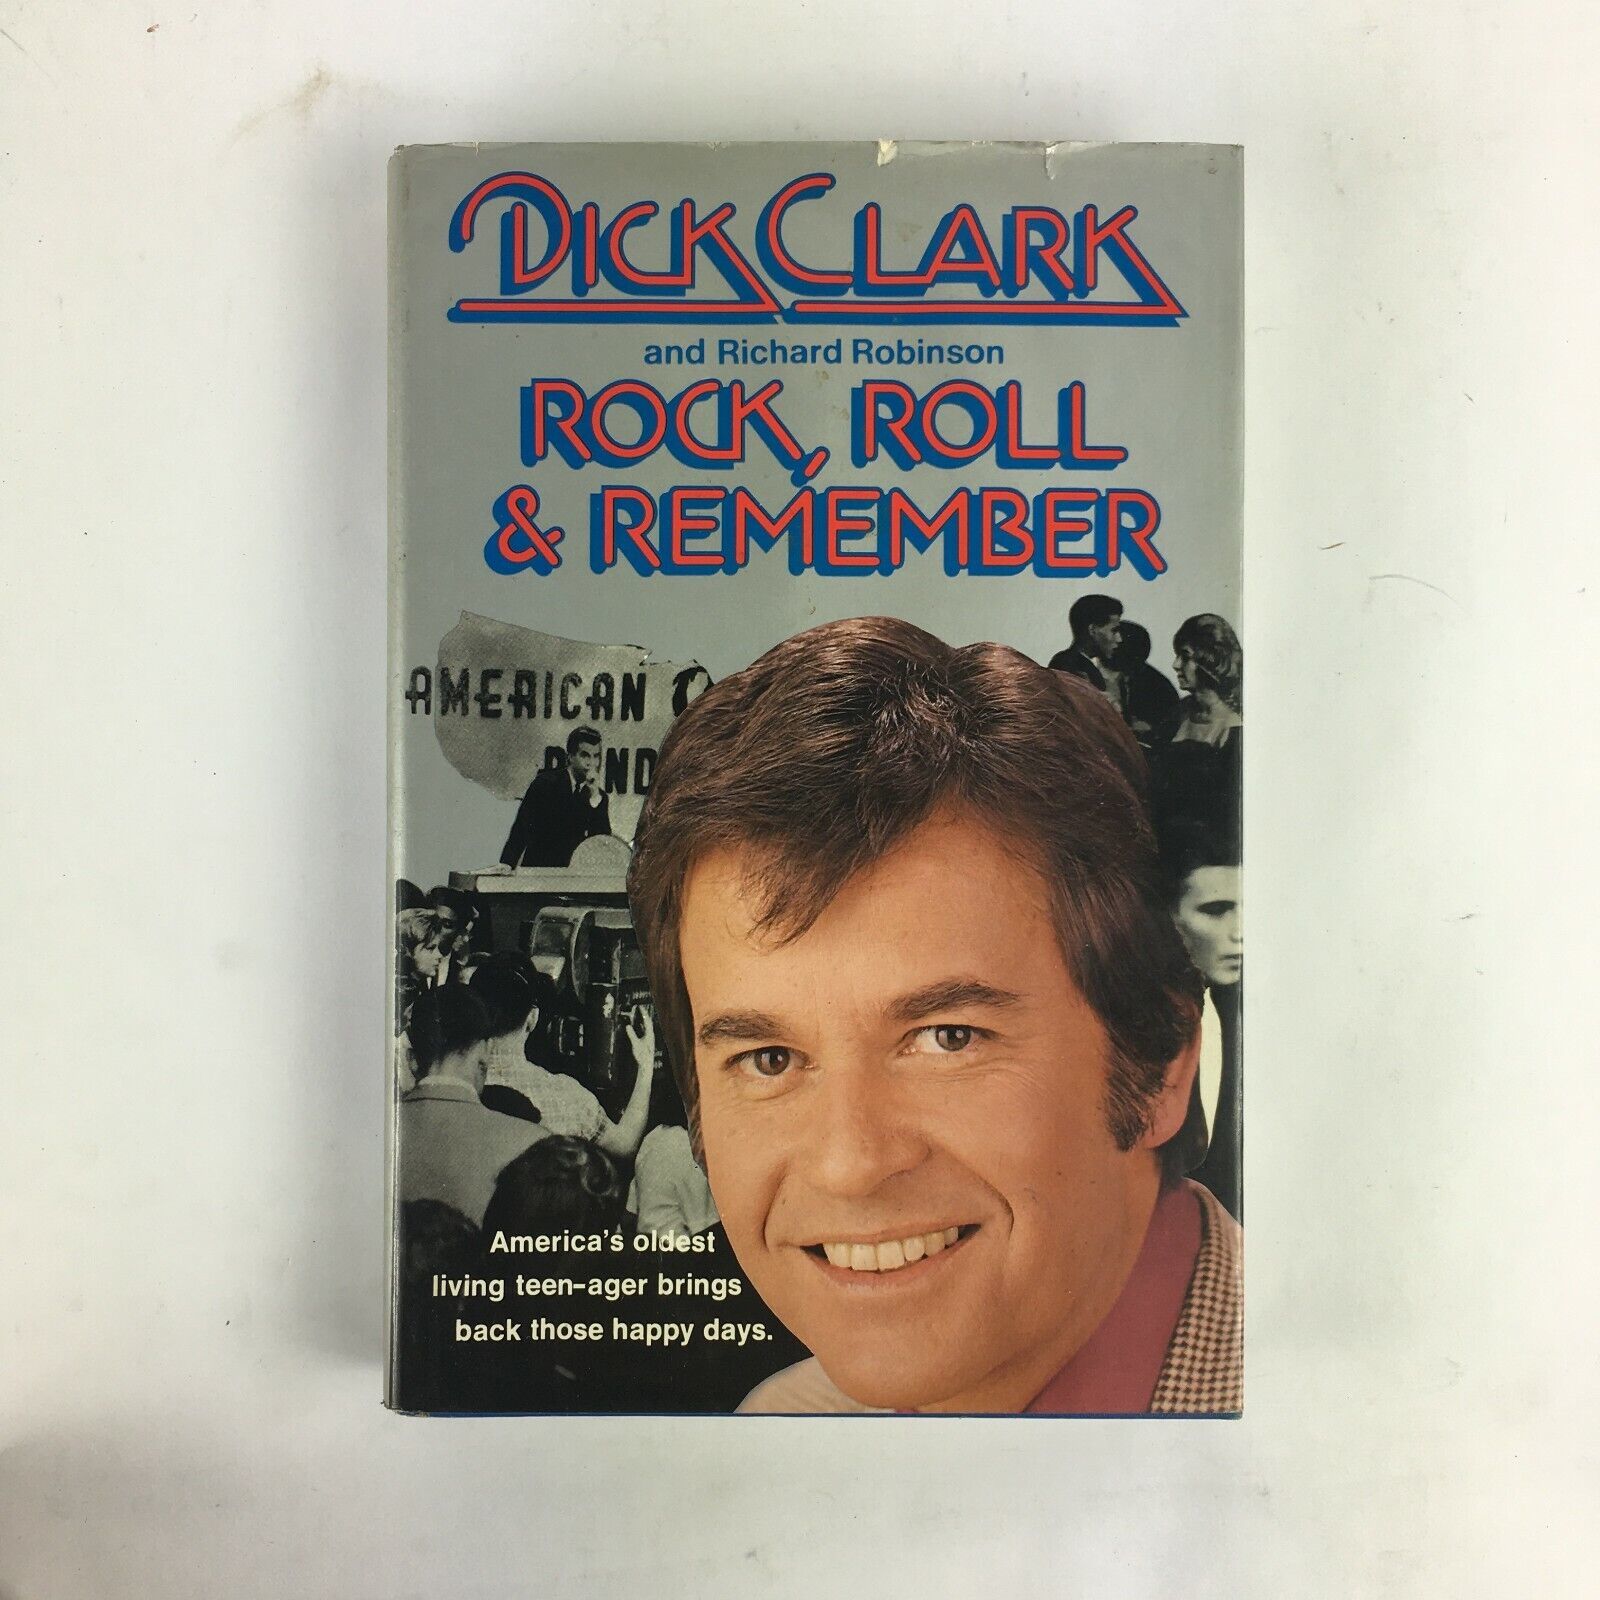 DICK CLARK
and Richard Robinson
ROCK, ROLL
& REMEMBER
AMERICAN
America's oldest
living teen-ager brings
back those happy days.